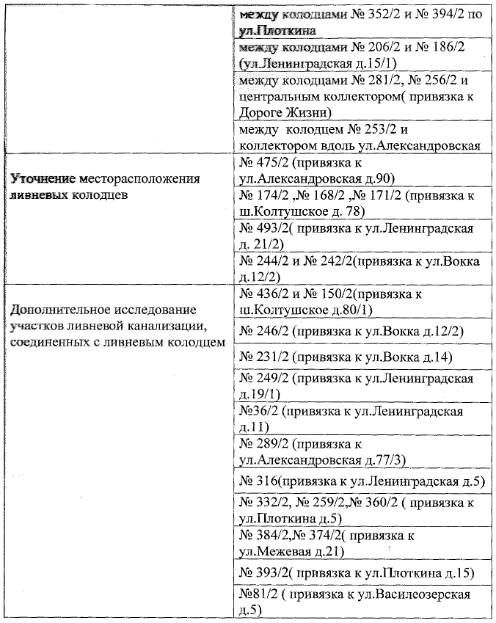 между колодцами № 352/2 и № 394/2 по
ул.Плоткина
между колодцами № 206/2 и № 186/2
(ул.Ленинградская д.15/1)
между колодцами № 281/2, № 256/2 и
центральным коллектором( привязка к
Дороге Жизни)
между колодцем № 253/2 и
коллектором вдоль ул.Александровская
Уточнение месторасположения
ливневых колодцев
№ 475/2 (привязка к
ул.Александровская д.90)
№ 174/2 ,№ 168/2 ,№ 171/2 (привязка к
ш.Колтушское д. 78)
№ 493/2( привязка к ул.Ленинградская
д. 21/2)
№ 244/2 и № 242/2(привязка к ул.Вокка
д.12/2)
Дополнительное исследование
участков ливневой канализации,
соединенных с ливневым колодцем
№ 436/2 и № 150/2(привязка к
ш.Колтушское д.80/1)
№ 246/2 (привязка к ул.Вокка д.12/2)
№ 231/2 (привязка к ул.Вокка д.14)
№ 249/2 (привязка к ул.Ленинградская
д.19/1)
№36/2 (привязка к ул.Ленинградская
д.11)
№ 289/2 (привязка к
ул.Александровская д.77/3)
№ 316(привязка к ул.Ленинградская д.5)
№ 332/2, № 259/2,№ 360/2 ( привязка к
ул.Плоткина д.5)
№ 384/2,№ 374/2( привязка к
ул.Межевая д.21)
№ 393/2( привязка к ул.Плоткина д.15)
№81/2 ( привязка к ул.Василеозерская
д.5)